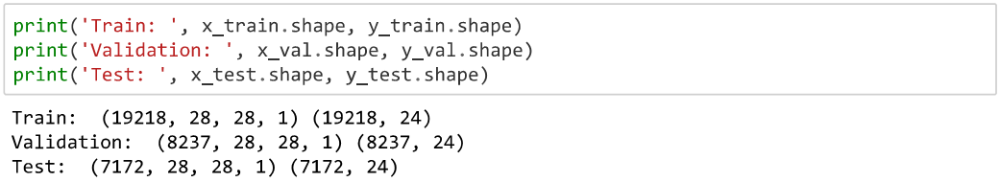 print('Train: ', x_train.shape, y_train.shape)
print('Validation: ', x_val.shape, y_val.shape)
print('Test: ', x_test.shape, y_test.shape)
Train:  (19218, 28, 28, 1) (19218, 24)
Validation:  (8237, 28, 28, 1) (8237, 24)
Test:  (7172, 28, 28, 1) (7172, 24)